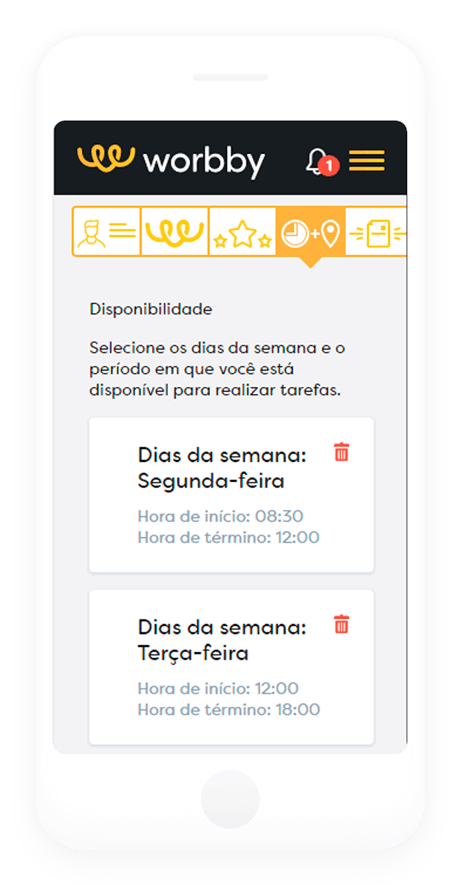 worbby
1
+
Disponibilidade
Selecione os dias da semana e o
período em que você está
disponível para realizar tarefas.
Dias da semana:
Segunda-feira
Hora de início: 08:30
Hora de término: 12:00
Dias da semana:
Terça-feira
Hora de início: 12:00
Hora de término: 18:00